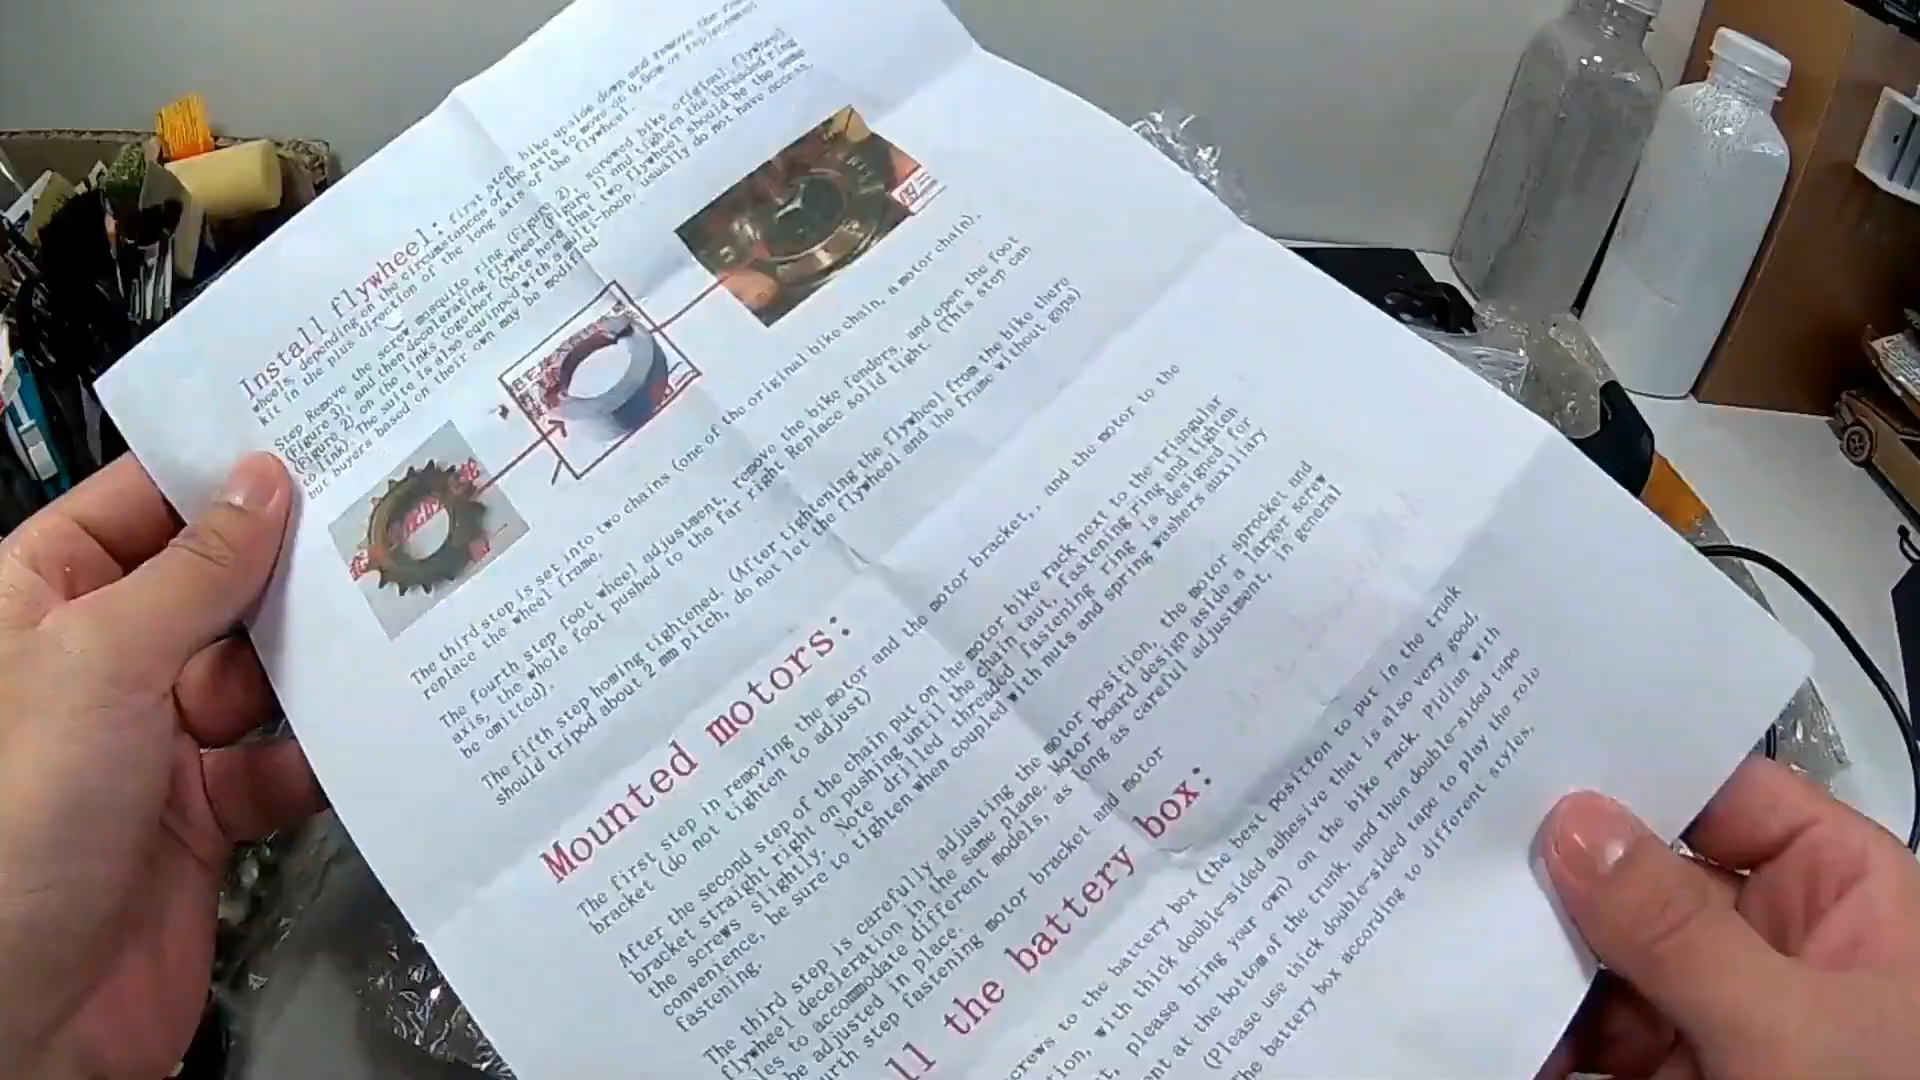 Install flywheel: first step, bike upside down and remove the
wheels, depending on the circumstances of the axle to move on 0,5cm or replacement
kit in the plus direction of the long axis of the flywheel.
Step Remove the screw mosquito ring (Figure 2), screwed bike original flywheel
(Figure 3), and then decelerating flywheel (Figure 1) and tighten the threaded ring
(Figure 2), on the links together (Note here that two flywheel should be the same
to link). The suite is also equipped with a multi-hoop, usually do not have access,
but buyers based on their own may be modified
The third step is set into two chains (one of the original bike chain, a motor chain),
replace the wheel frame.
The fourth step foot wheel adjustment, remove the bike fenders, and open the foot
axis, the whole foot pushed to the far right Replace solid tight. (This step can
be omitted),
The fifth step homing tightened, (After tightening the flywheel from the bike there
should tripod about 2 mm pitch, do not let the flywheel and the frame without gaps)
Mounted motors:
The first step in removing the motor and the motor bracket,, and the motor to the
bracket (do not tighten to adjust)
After the second step of the chain put on the motor bike rack next to the triangular
bracket straight right on pushing until the chain taut, fastening ring and tighten
the screws slightly. Note drilled threaded fastening ring is designed for
convenience, be sure to tighten when coupled with nuts and spring washers auxiliary
fastening.
The third step is carefully adjusting the motor position, the motor sprocket and
flywheel deceleration in the same plane. Motor board design aside a larger screw
les to accommodate different models, as long as careful adjustment, in general
be adjusted in place.
urth step fastening motor bracket and motor
ll the battery box:
crews to the battery box (the best position to put in the trunk
tion, with thick double-sided adhesive that is also very good,
t, please bring your own) on the bike rack. Pidian with
ent at the bottom of the trunk, and then double-sided tape
(Please use thick double-sided tape to play the role
the battery box according to different styles,